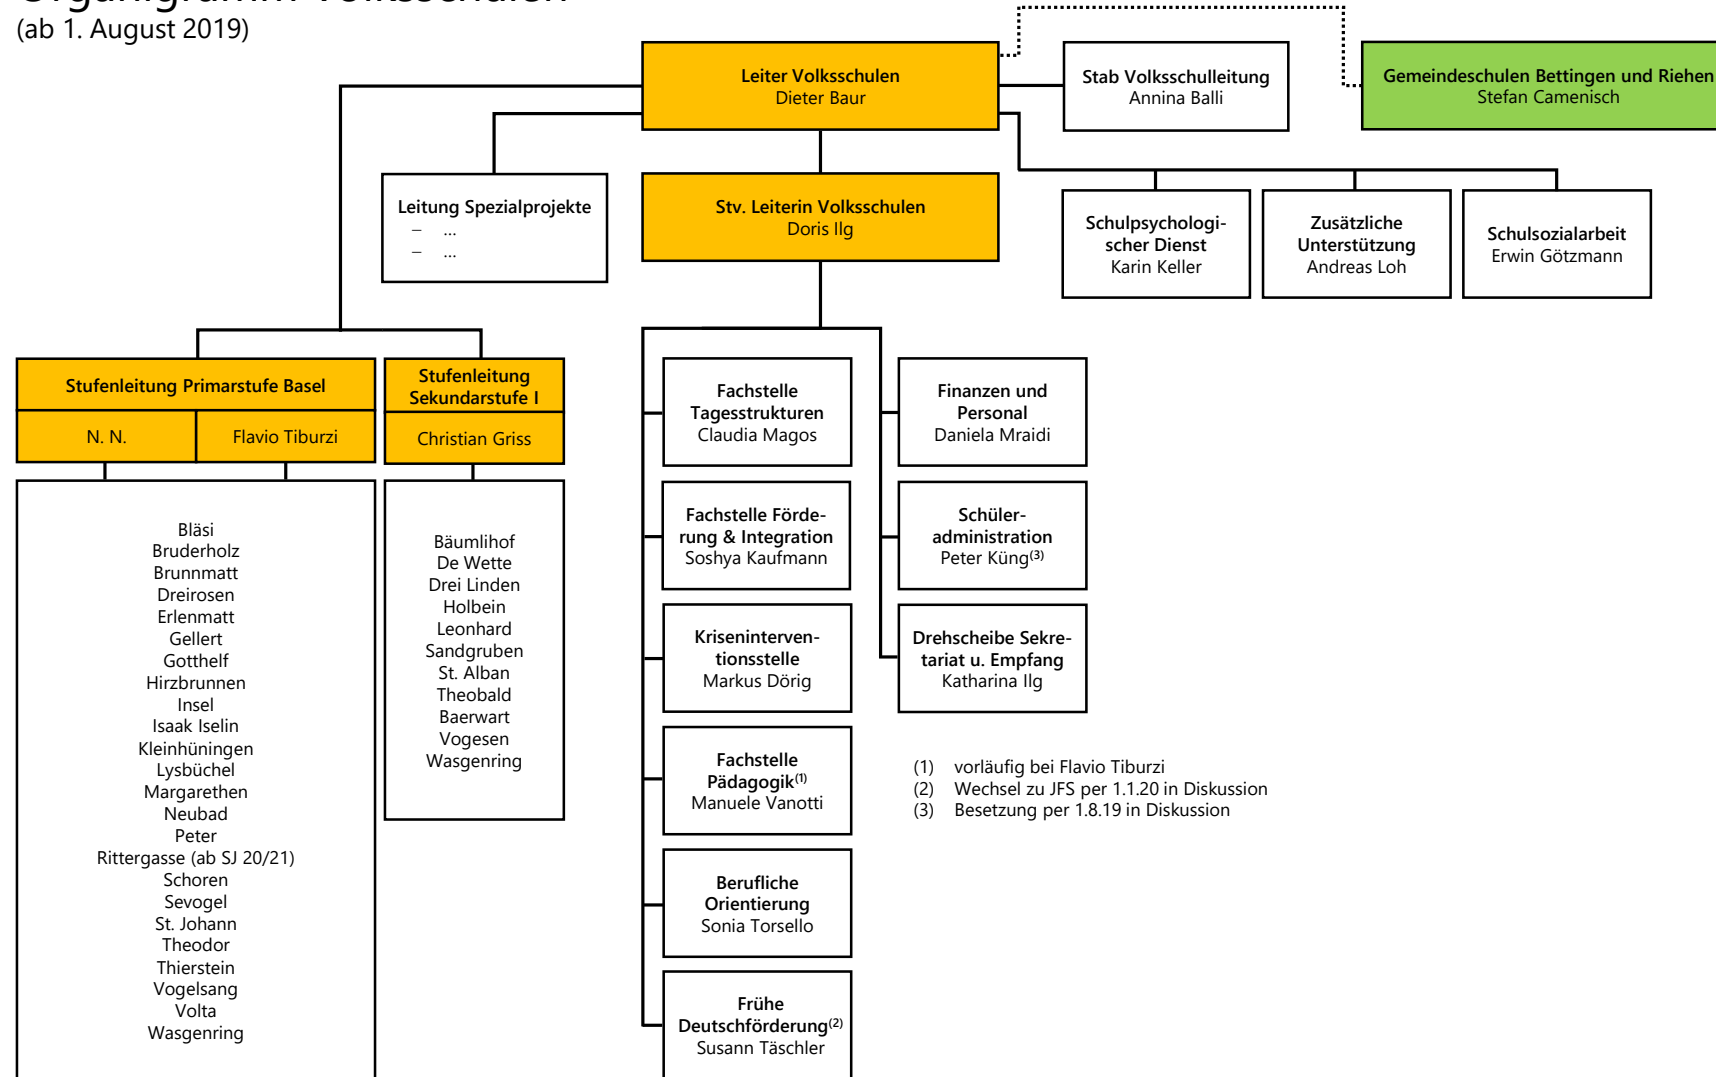 Organigramm Volksschulen
(ab 1. August 2019)
Leiter Volksschulen
Dieter Baur
Stab Volksschulleitung
Annina Balli
Gemeindeschulen Bettingen und Riehen
Stefan Camenisch
Leitung Spezialprojekte
– ...
– ...
Stv. Leiterin Volksschulen
Doris Ilg
Schulpsychologi-
scher Dienst
Karin Keller
Zusätzliche
Unterstützung
Andreas Loh
Schulsozialarbeit
Erwin Götzmann
Stufenleitung Primarstufe Basel
N. N.
Flavio Tiburzi
Stufenleitung
Sekundarstufe I
Christian Griss
Bläsi
Bruderholz
Brunnmatt
Dreirosen
Erlenmatt
Gellert
Gotthelf
Hirzbrunnen
Insel
Isaak Iselin
Kleinhüningen
Lysbüchel
Margarethen
Neubad
Peter
Rittergasse (ab SJ 20/21)
Schoren
Sevogel
St. Johann
Theodor
Thierstein
Vogelsang
Volta
Wasgenring
Bäumlihof
De Wette
Drei Linden
Holbein
Leonhard
Sandgruben
St. Alban
Theobald
Baerwart
Vogesen
Wasgenring
Fachstelle
Tagesstrukturen
Claudia Magos
Fachstelle Förde-
rung & Integration
Soshya Kaufmann
Kriseninterven-
tionsstelle
Markus Dörig
Fachstelle
Pädagogik(1)
Manuele Vanotti
Berufliche
Orientierung
Sonia Torsello
Frühe
Deutschförderung(2)
Susann Täschler
Finanzen und
Personal
Daniela Mraidi
Schüler-
administration
Peter Küng(3)
Drehscheibe Sekre-
tariat u. Empfang
Katharina Ilg
(1) vorläufig bei Flavio Tiburzi
(2) Wechsel zu JFS per 1.1.20 in Diskussion
(3) Besetzung per 1.8.19 in Diskussion